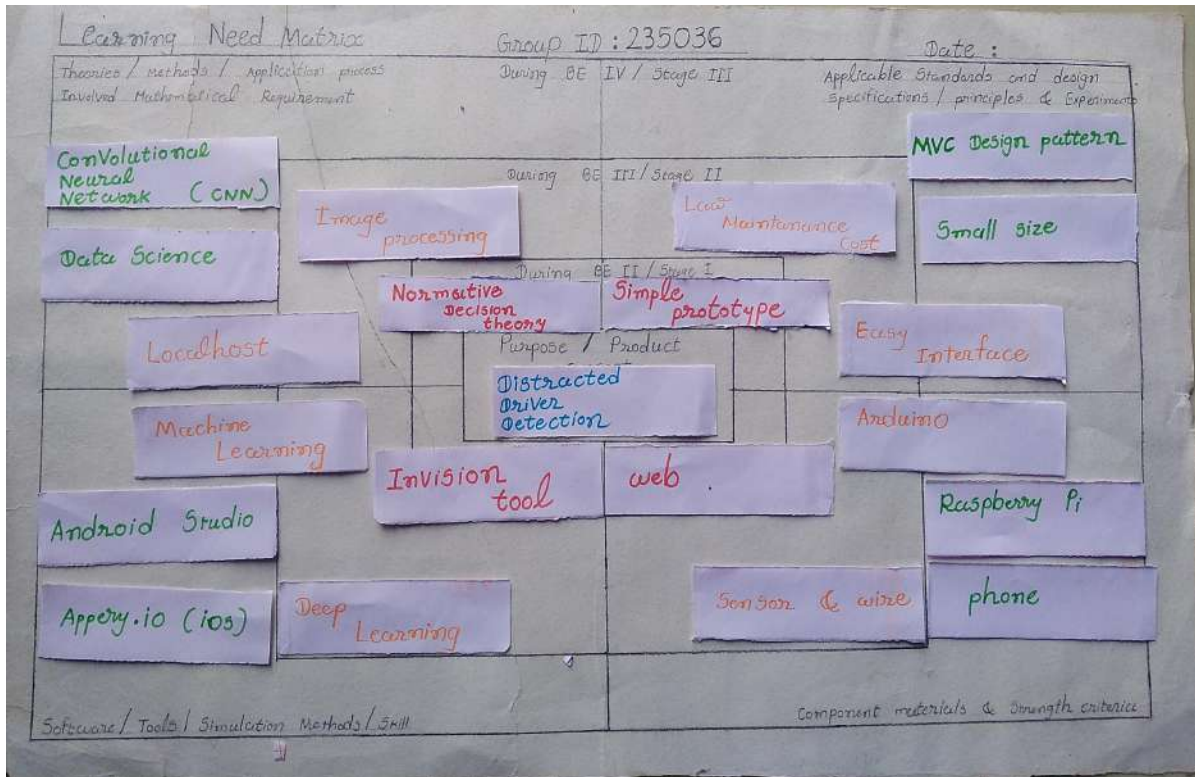 Learning Need Matrix
Group ID : 235036
Date :
Theories / Methods / Application process
Involved Mathematical Requirement
During BE IV / Stage III
Applicable Standards and design
Specifications / principles & Experiments
ConVolutional
Neural
Network (CNN)
MVC Design pattern
During BE III / Stage II
Image
processing
Low
Maintanance
Cost
Small size
Data Science
During BE II / Stage I
Normative
Decision
theory
Simple
prototype
Localhost
Purpose / Product
Easy
Interface
Distracted
Driver
Detection
Machine
Learning
Arduino
Invision
tool
web .
Android Studio
Raspberry Pi
Appery.io (ios)
Deep
Learning
Sensor & wire
phone
Software / Tools / Simulation Methods / Skill
Component materials & Strength criteria